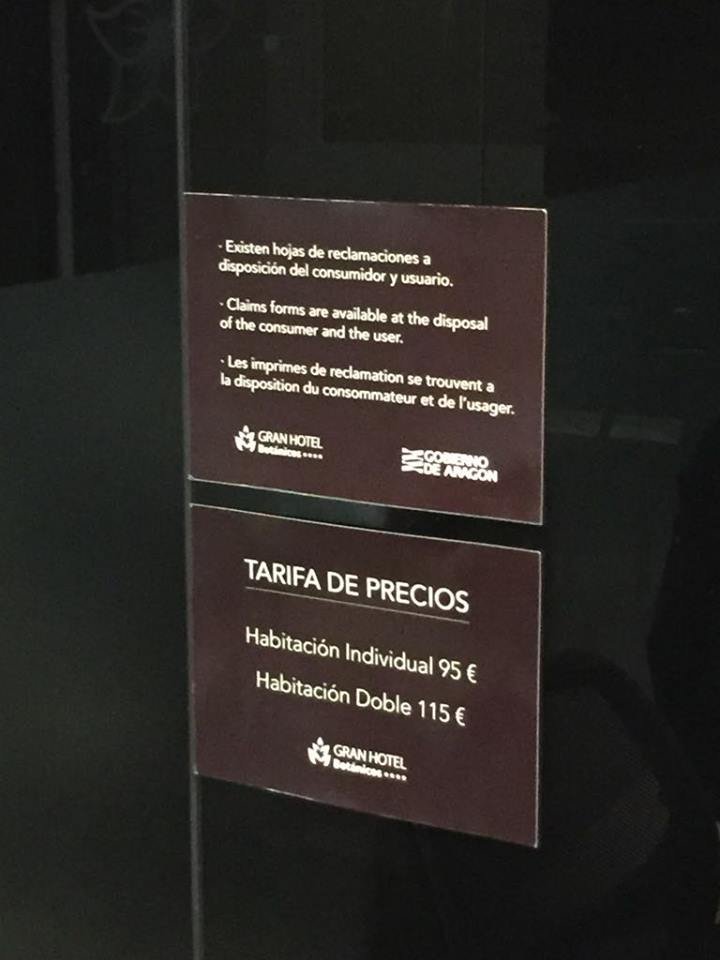 · Existen hojas de reclamaciones a
disposición del consumidor y usuario.
· Claims forms are available at the disposal
of the consumer and the user.
· Les imprimes de reclamation se trouvent a
la disposition du consommateur et de l'usager.
GRAN HOTEL
Botánicos ••••
GOBIERNO
DE ARAGON
TARIFA DE PRECIOS
Habitación Individual 95 €
Habitación Doble 115 €
GRAN HOTEL
Botánicos ••••